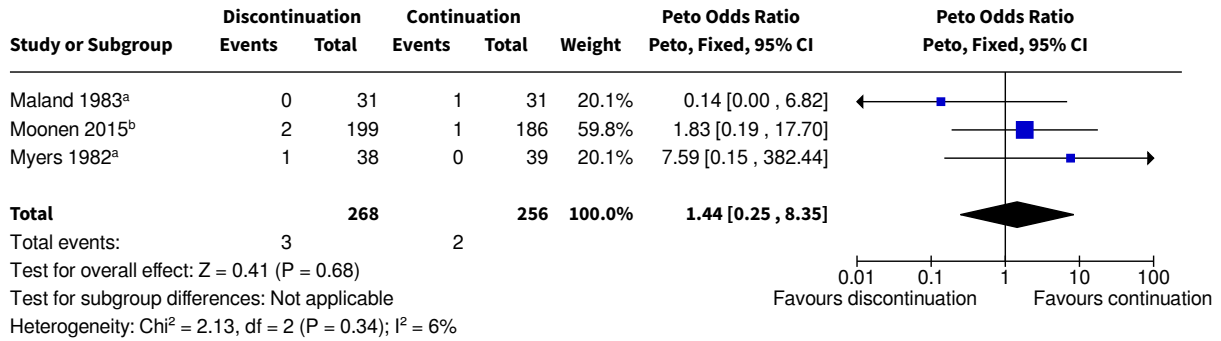 Discontinuation Continuation Peto Odds Ratio Peto Odds Ratio
Study or Subgroup Events Total Events Total Weight Peto, Fixed, 95% CI Peto, Fixed, 95% CI
Maland 1983ᵃ 0 31 1 31 20.1% 0.14 [0.00 , 6.82]
Moonen 2015ᵇ 2 199 1 186 59.8% 1.83 [0.19 , 17.70]
Myers 1982ᵃ 1 38 0 39 20.1% 7.59 [0.15 , 382.44]
Total 268 256 100.0% 1.44 [0.25 , 8.35]
Total events: 3 2
Test for overall effect: Z = 0.41 (P = 0.68)
Test for subgroup differences: Not applicable
Heterogeneity: Chi² = 2.13, df = 2 (P = 0.34); I² = 6%
0.01 0.1 1 10 100
Favours discontinuation Favours continuation